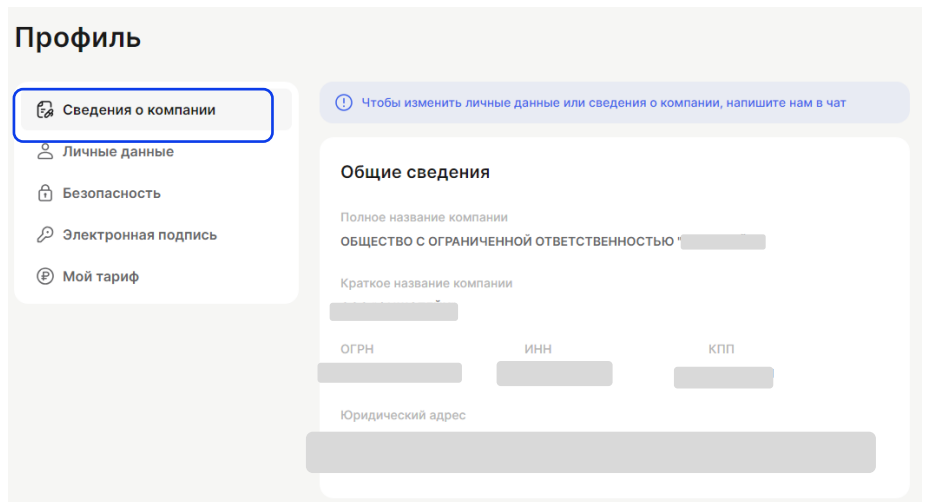 Профиль
Сведения о компании
Личные данные
Безопасность
Электронная подпись
Мой тариф
Чтобы изменить личные данные или сведения о компании, напишите нам в чат
Общие сведения
Полное название компании
ОБЩЕСТВО С ОГРАНИЧЕННОЙ ОТВЕТСТВЕННОСТЬЮ "
Краткое название компании
ОГРН ИНН КПП
Юридический адрес